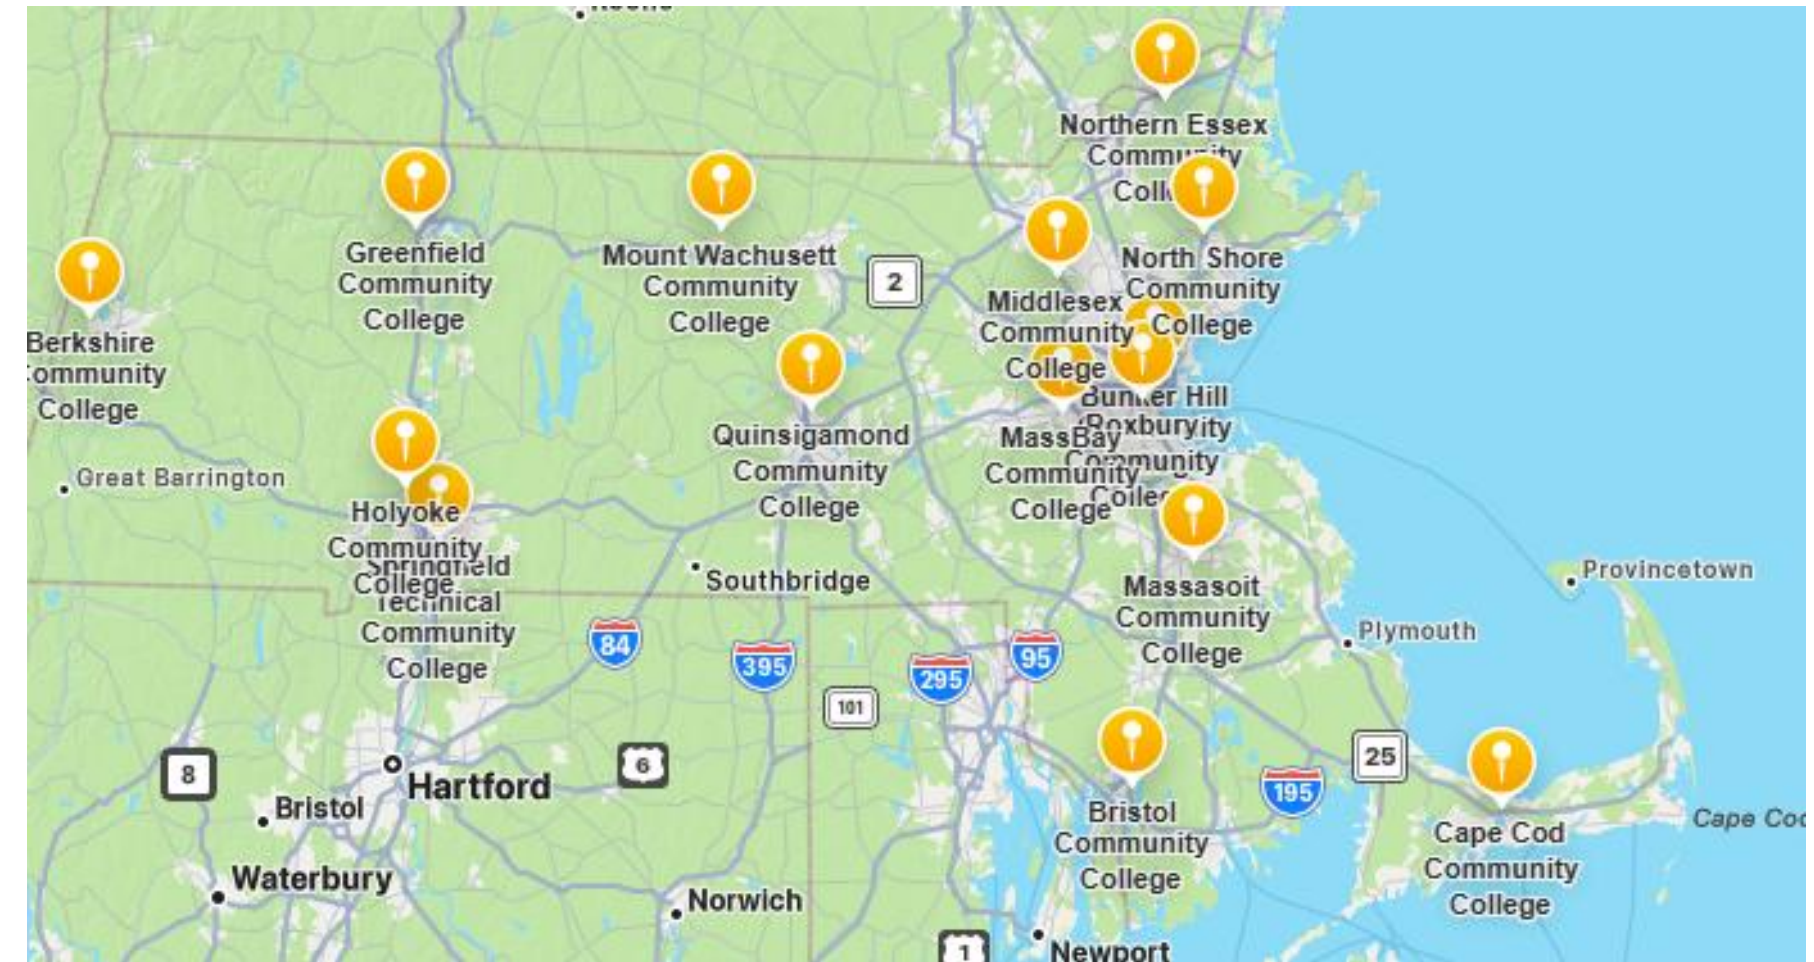 Northern Essex
Community
Greenfield
Community
College
Mount Wachusett
Community
College
2
North Shore
Community
College
Middlesex
Community
College
Berkshire
College
Quinsigamond
Community
College
Bunker Hill
Roxbury
MassBay
Community
College
Community
Great Barrington
Holyoke
Community
College
Springfield
Technical
Community
College
Southbridge
Massasoit
Community
College
Provincetown
Plymouth
84
395
295
95
101
8
Hartford
6
Bristol
Waterbury
Norwich
Bristol
Community
College
195
25
Cape Cod
Community
College
1
Newport